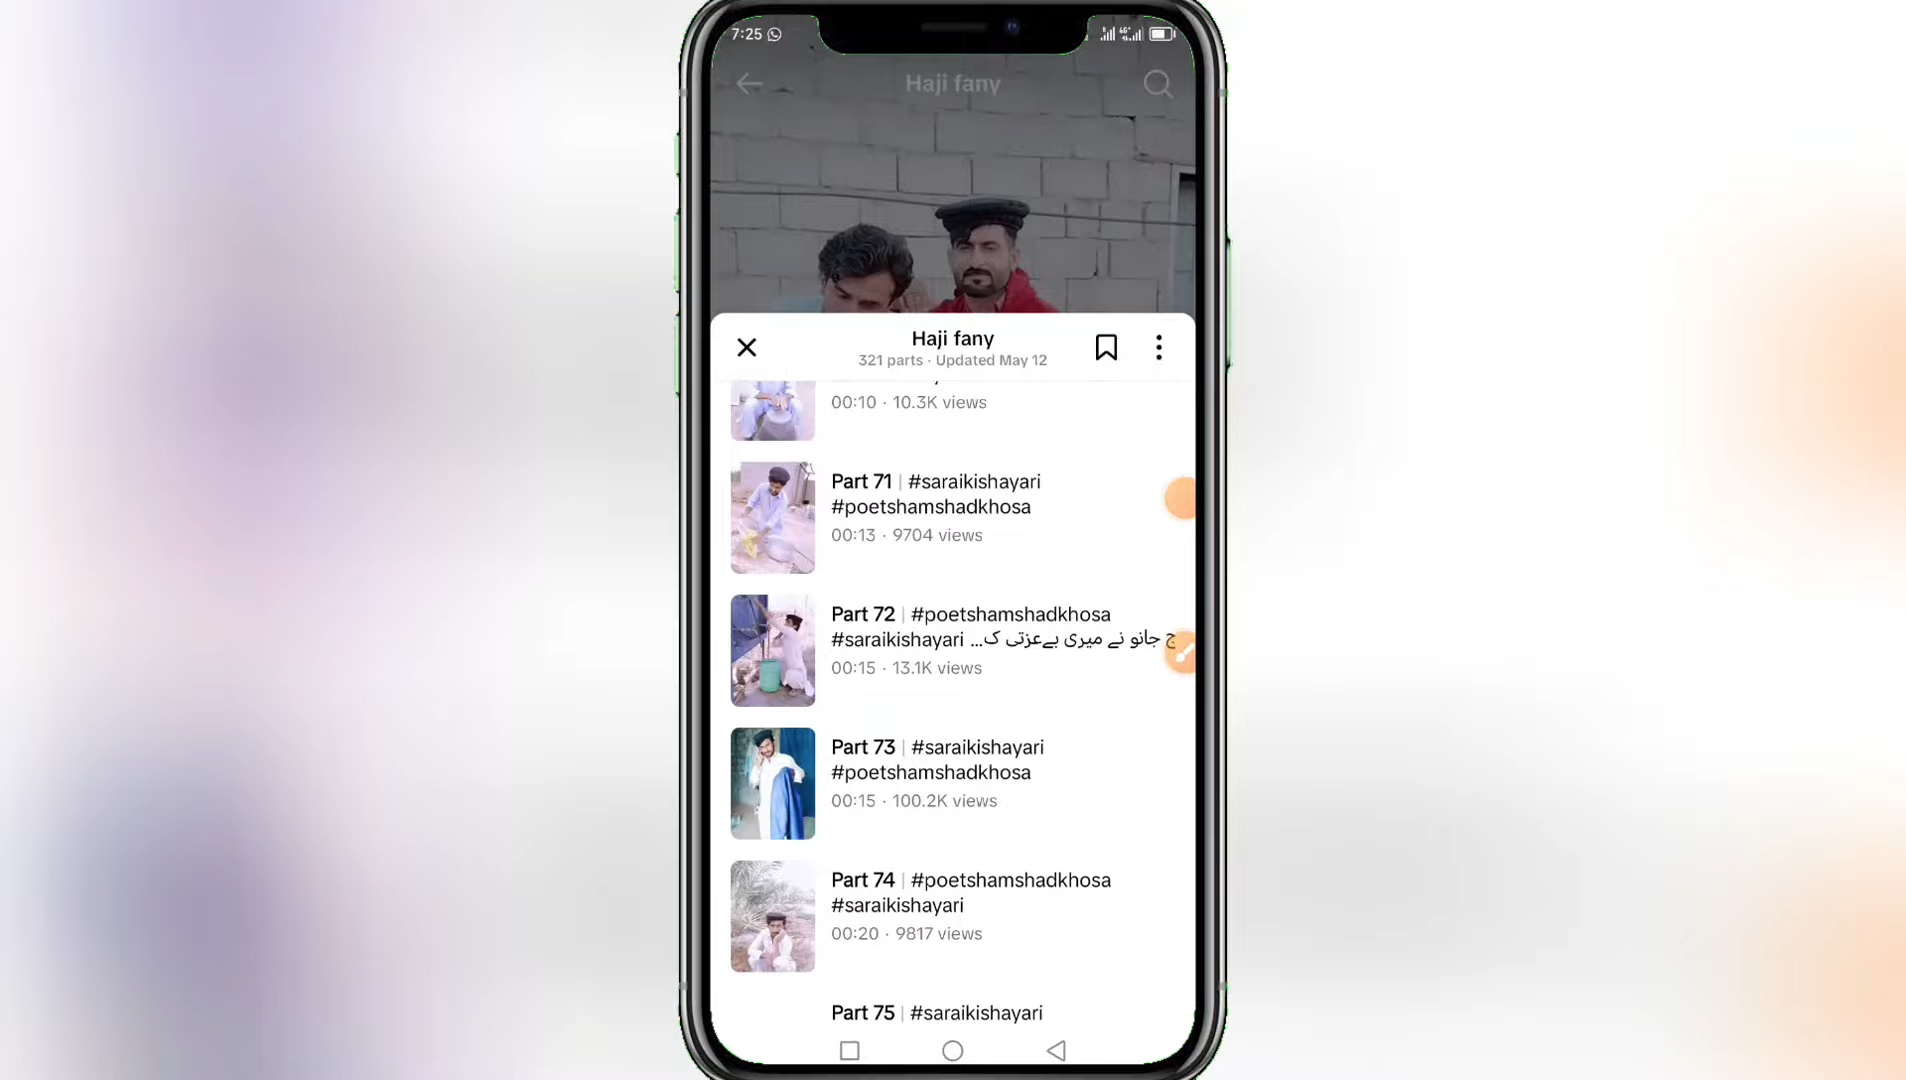 7:25
Haji fany
Haji fany
321 parts · Updated May 12
00:10 · 10.3K views
Part 71 | #saraikishayari
#poetshamshadkhosa
00:13 · 9704 views
Part 72 | #poetshamshadkhosa
#saraikishayari ...ج جانو نے میری بےعزتی ک
00:15 · 13.1K views
Part 73 | #saraikishayari
#poetshamshadkhosa
00:15 · 100.2K views
Part 74 | #poetshamshadkhosa
#saraikishayari
00:20 · 9817 views
Part 75 | #saraikishayari